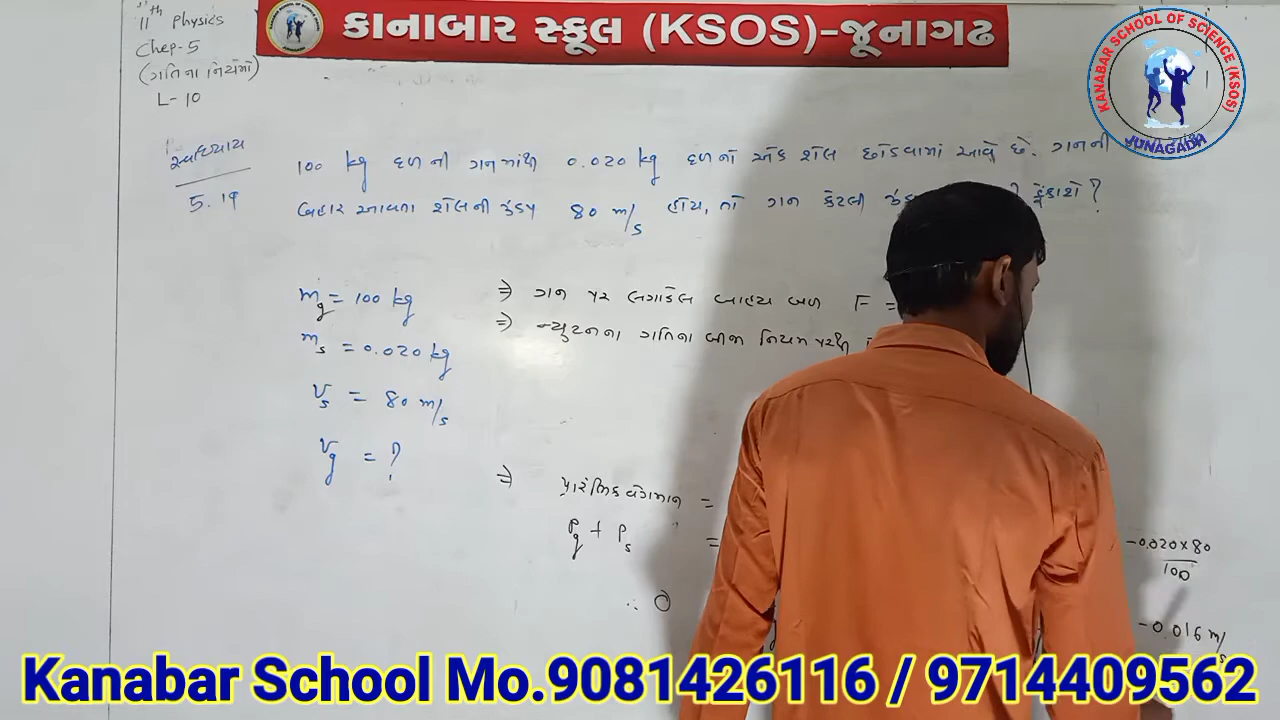 11th Physics
Chep-5
(ગતિના નિયમો)
L-10
કાનાબાર સ્કૂલ (KSOS)-જૂનાગઢ
KANABAR SCHOOL OF SCIENCE (KSOS)
JUNAGADH
સ્વાધ્યાય
5.19
100 kg દળની ગનમાંથી 0.020 kg દળનો એક શેલ છોડવામાં આવે છે. ગનની
બહાર આવતા શેલની ઝડપ 80 m/s હોય, તો ગન કેટલી ફેંકાશે ?
mg = 100 kg
ms = 0.020 kg
vs = 80 m/s
vg = ?
⇒ ગન પર લગાડેલ બાહ્ય બળ F =
⇒ ન્યુટનના ગતિના બીજા નિયમ પરથી
⇒ પ્રારંભિક વેગમાન =
Pg + Ps =
∴ 0
-0.020×80
100
-0.016 m/s
Kanabar School Mo.9081426116 / 9714409562